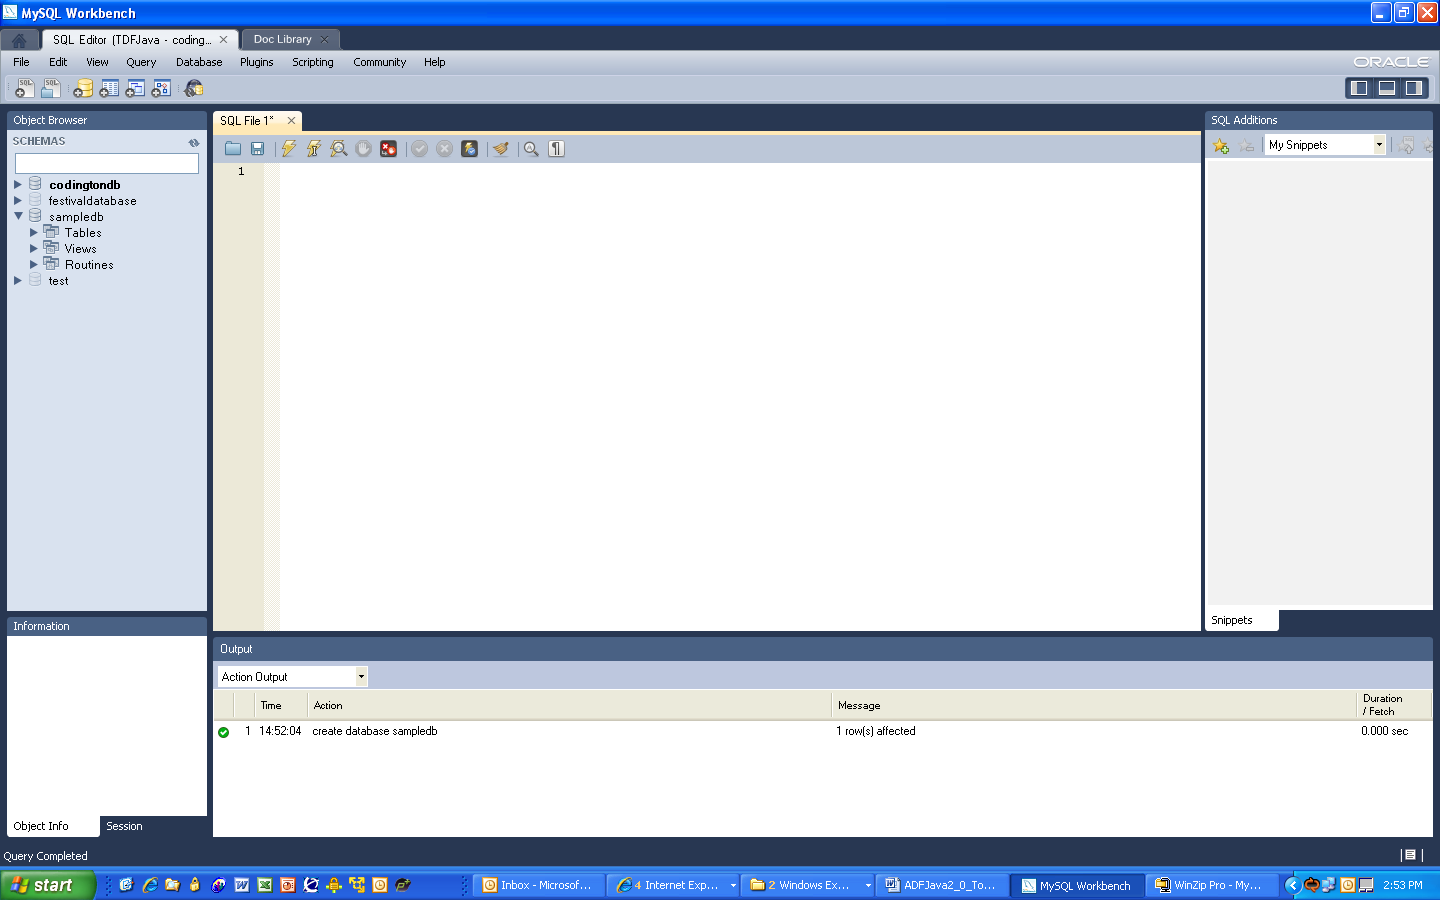 MySQL Workbench
SQL Editor (TDFJava - coding...
Doc Library
File Edit View Query Database Plugins Scripting Community Help
ORACLE
Object Browser
SCHEMAS
codingtondb
festivaldatabase
sampledb
Tables
Views
Routines
test
SQL File 1*
1
SQL Additions
My Snippets
Snippets
Information
Object Info Session
Output
Action Output
Time Action Message Duration / Fetch
1 14:52:04 create database sampledb 1 row(s) affected 0.000 sec
Query Completed
start
Inbox - Microsof...
4 Internet Exp...
2 Windows Ex...
ADFJava2_0_To...
MySQL Workbench
WinZip Pro - My...
2:53 PM